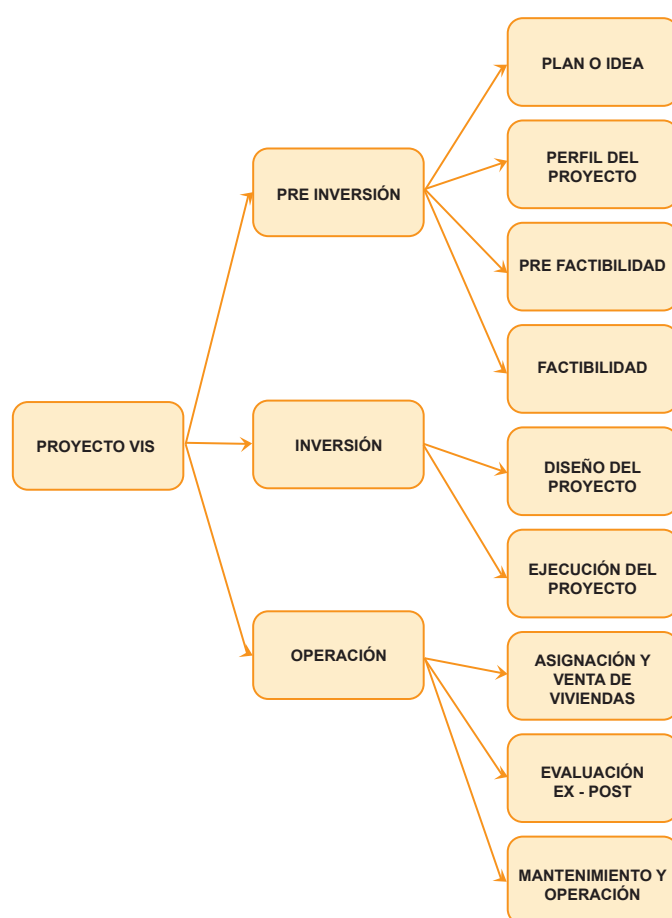 PLAN O IDEA
PERFIL DEL
PROYECTO
PRE INVERSIÓN
PRE FACTIBILIDAD
FACTIBILIDAD
PROYECTO VIS
INVERSIÓN
DISEÑO DEL
PROYECTO
EJECUCIÓN DEL
PROYECTO
OPERACIÓN
ASIGNACIÓN Y
VENTA DE
VIVIENDAS
EVALUACIÓN
EX - POST
MANTENIMIENTO Y
OPERACIÓN